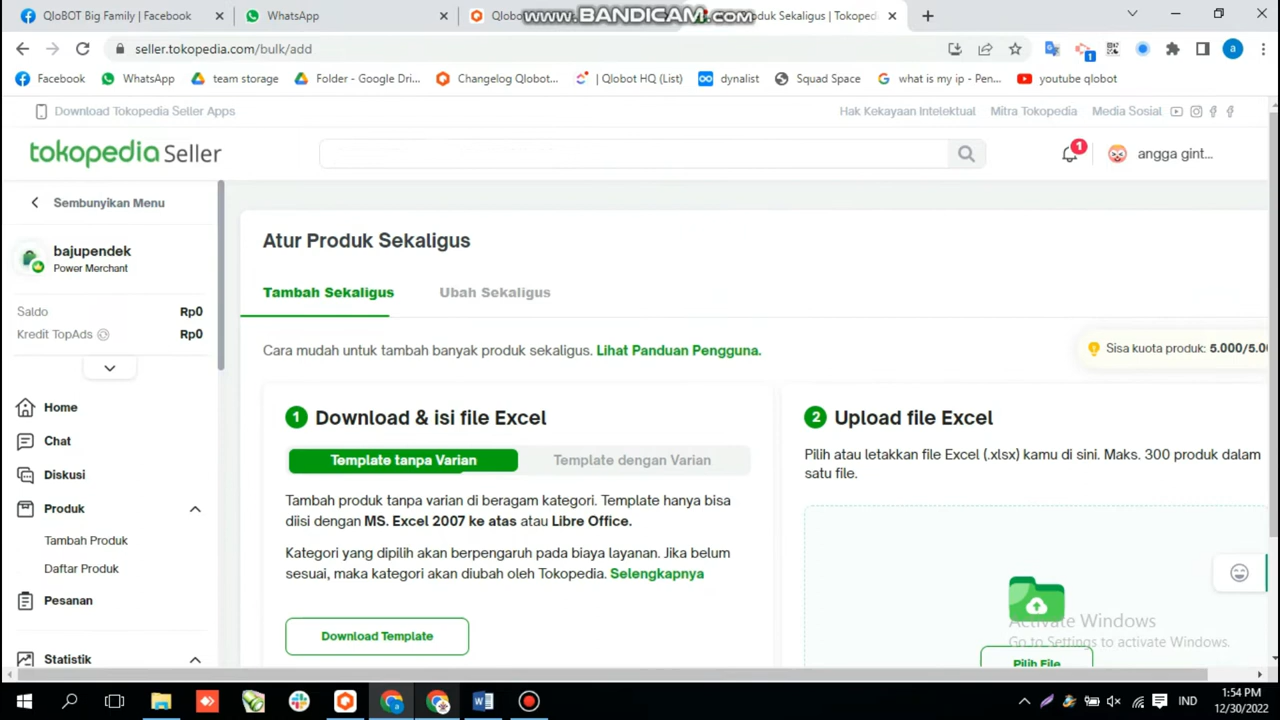 QIoBOT Big Family | Facebook
WhatsApp
Qlobo
www.BANDICAM.com
oduk Sekaligus | Tokoped
seller.tokopedia.com/bulk/add
a
1
Facebook
WhatsApp
team storage
Folder - Google Dri...
Changelog Qlobot...
| Qlobot HQ (List)
dynalist
Squad Space
what is my ip - Pen...
youtube qlobot
Download Tokopedia Seller Apps
Hak Kekayaan Intelektual
Mitra Tokopedia
Media Sosial
tokopedia Seller
1
angga gint...
Sembunyikan Menu
bajupendek
Power Merchant
Saldo
Rp0
Kredit TopAds
Rp0
Home
Chat
Diskusi
Produk
Tambah Produk
Daftar Produk
Pesanan
Statistik
Atur Produk Sekaligus
Tambah Sekaligus
Ubah Sekaligus
Cara mudah untuk tambah banyak produk sekaligus. Lihat Panduan Pengguna.
Sisa kuota produk: 5.000/5.0
1 Download & isi file Excel
Template tanpa Varian
Template dengan Varian
Tambah produk tanpa varian di beragam kategori. Template hanya bisa
diisi dengan MS. Excel 2007 ke atas atau Libre Office.
Kategori yang dipilih akan berpengaruh pada biaya layanan. Jika belum
sesuai, maka kategori akan diubah oleh Tokopedia. Selengkapnya
Download Template
2 Upload file Excel
Pilih atau letakkan file Excel (.xlsx) kamu di sini. Maks. 300 produk dalam
satu file.
Pilih File
Activate Windows
Go to Settings to activate Windows.
IND
1:54 PM
12/30/2022